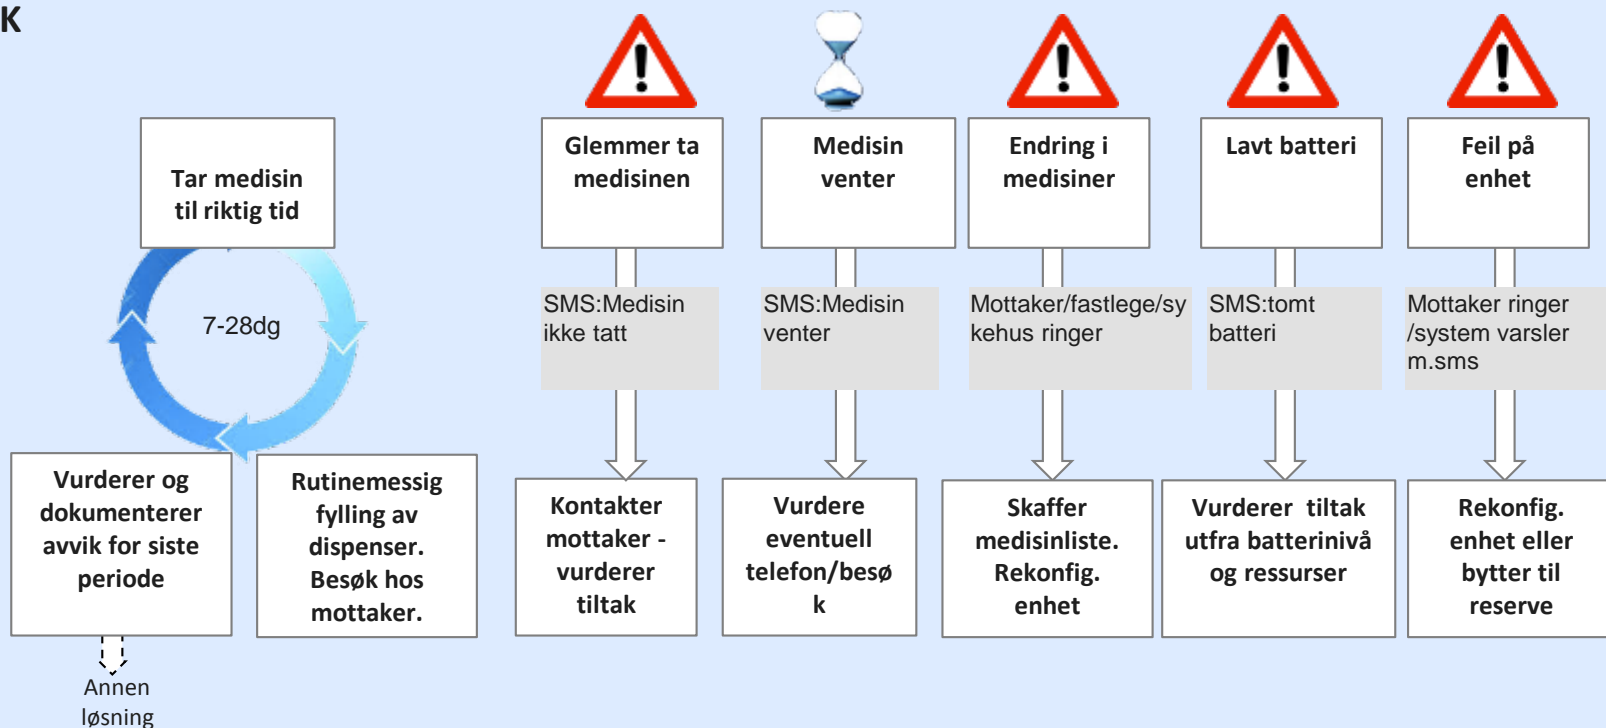 K
Tar medisin
til riktig tid
7-28dg
Vurderer og
dokumenterer
avvik for siste
periode
Rutinemessig
fylling av
dispenser.
Besøk hos
mottaker.
Annen
løsning
Glemmer ta
medisinen
SMS:Medisin
ikke tatt
Kontakter
mottaker -
vurderer
tiltak
Medisin
venter
SMS:Medisin
venter
Vurdere
eventuell
telefon/besø
k
Endring i
medisiner
Mottaker/fastlege/sy
kehus ringer
Skaffer
medisinliste.
Rekonfig.
enhet
Lavt batteri
SMS:tomt
batteri
Vurderer  tiltak
utfra batterinivå
og ressurser
Feil på
enhet
Mottaker ringer
/system varsler
m.sms
Rekonfig.
enhet eller
bytter til
reserve